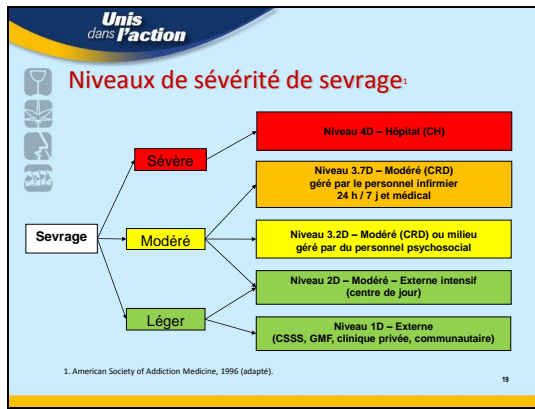 Unis
dans l'action
Niveaux de sévérité de sevrage1
Niveau 4D – Hôpital (CH)
Sévère
Niveau 3.7D – Modéré (CRD)
géré par le personnel infirmier
24 h / 7 j et médical
Sevrage
Modéré
Niveau 3.2D – Modéré (CRD) ou milieu
géré par du personnel psychosocial
Niveau 2D – Modéré – Externe intensif
(centre de jour)
Léger
Niveau 1D – Externe
(CSSS, GMF, clinique privée, communautaire)
1. American Society of Addiction Medicine, 1996 (adapté).
19